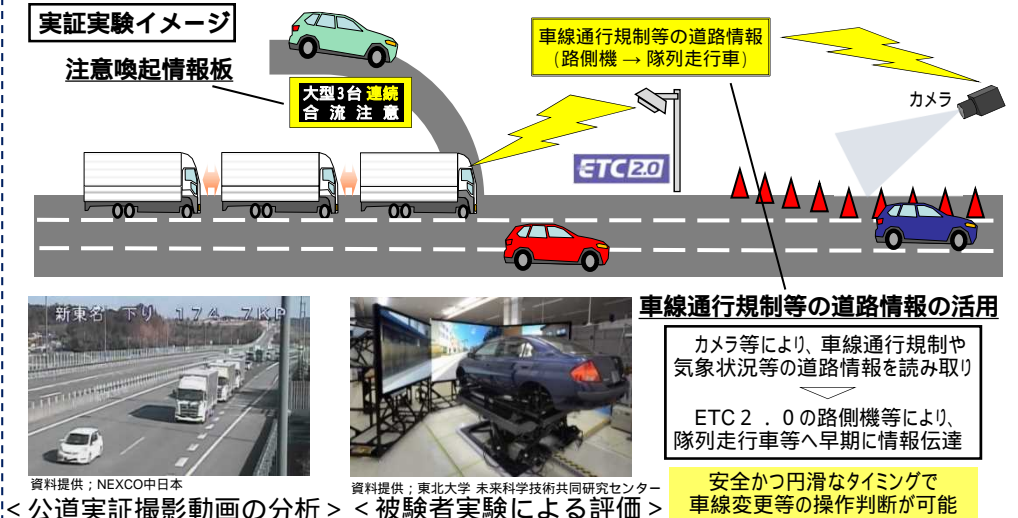 実証実験イメージ
注意喚起情報板
大型3台連続
合流注意
車線通行規制等の道路情報
(路側機 → 隊列走行車)
カメラ
ETC 2.0
新東名 下り 174.7KP
資料提供;NEXCO中日本
<公道実証撮影動画の分析>
資料提供;東北大学 未来科学技術共同研究センター
<被験者実験による評価>
車線通行規制等の道路情報の活用
カメラ等により、車線通行規制や
気象状況等の道路情報を読み取り
ETC2.0の路側機等により、
隊列走行車等へ早期に情報伝達
安全かつ円滑なタイミングで
車線変更等の操作判断が可能